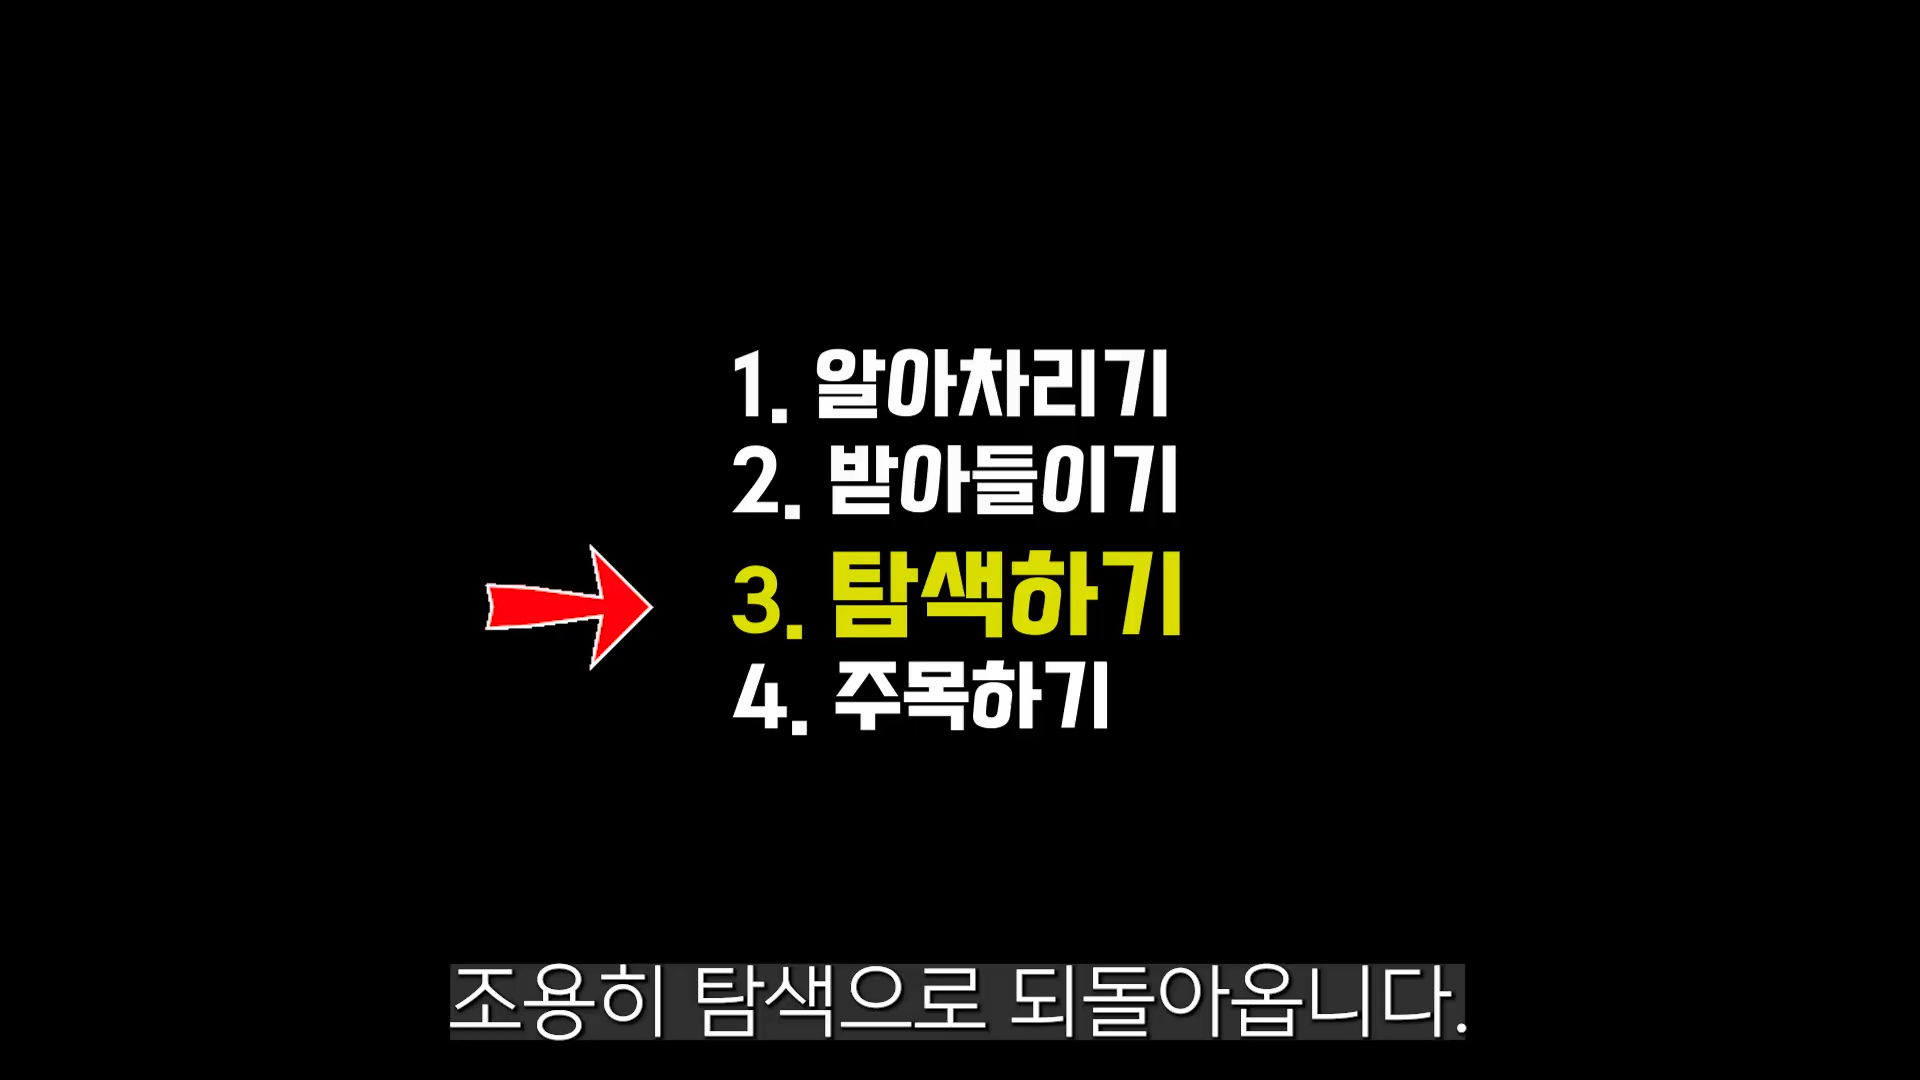 1. 알아차리기
2. 받아들이기
3. 탐색하기
4. 주목하기
조용히 탐색으로 되돌아옵니다.